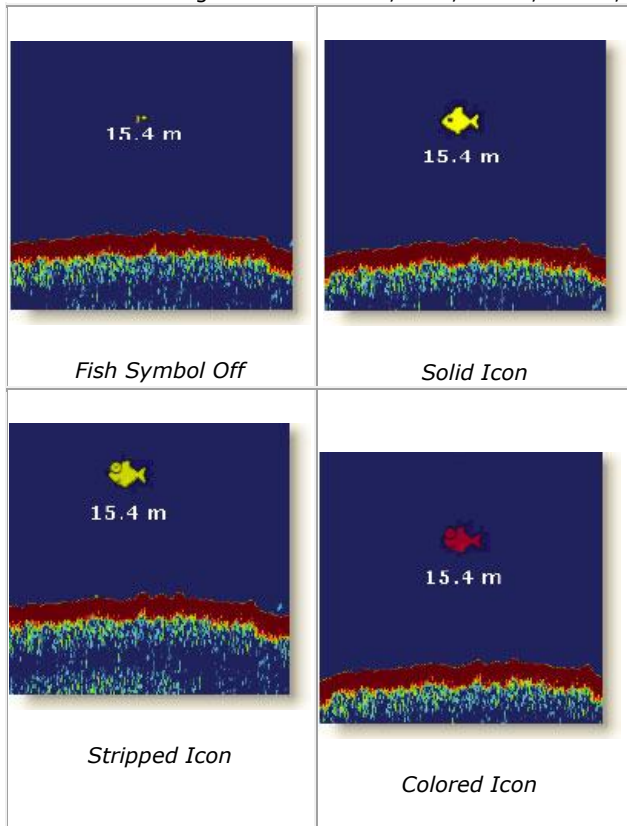 15.4 m
15.4 m
Fish Symbol Off
Solid Icon
15.4 m
15.4 m
Stripped Icon
Colored Icon